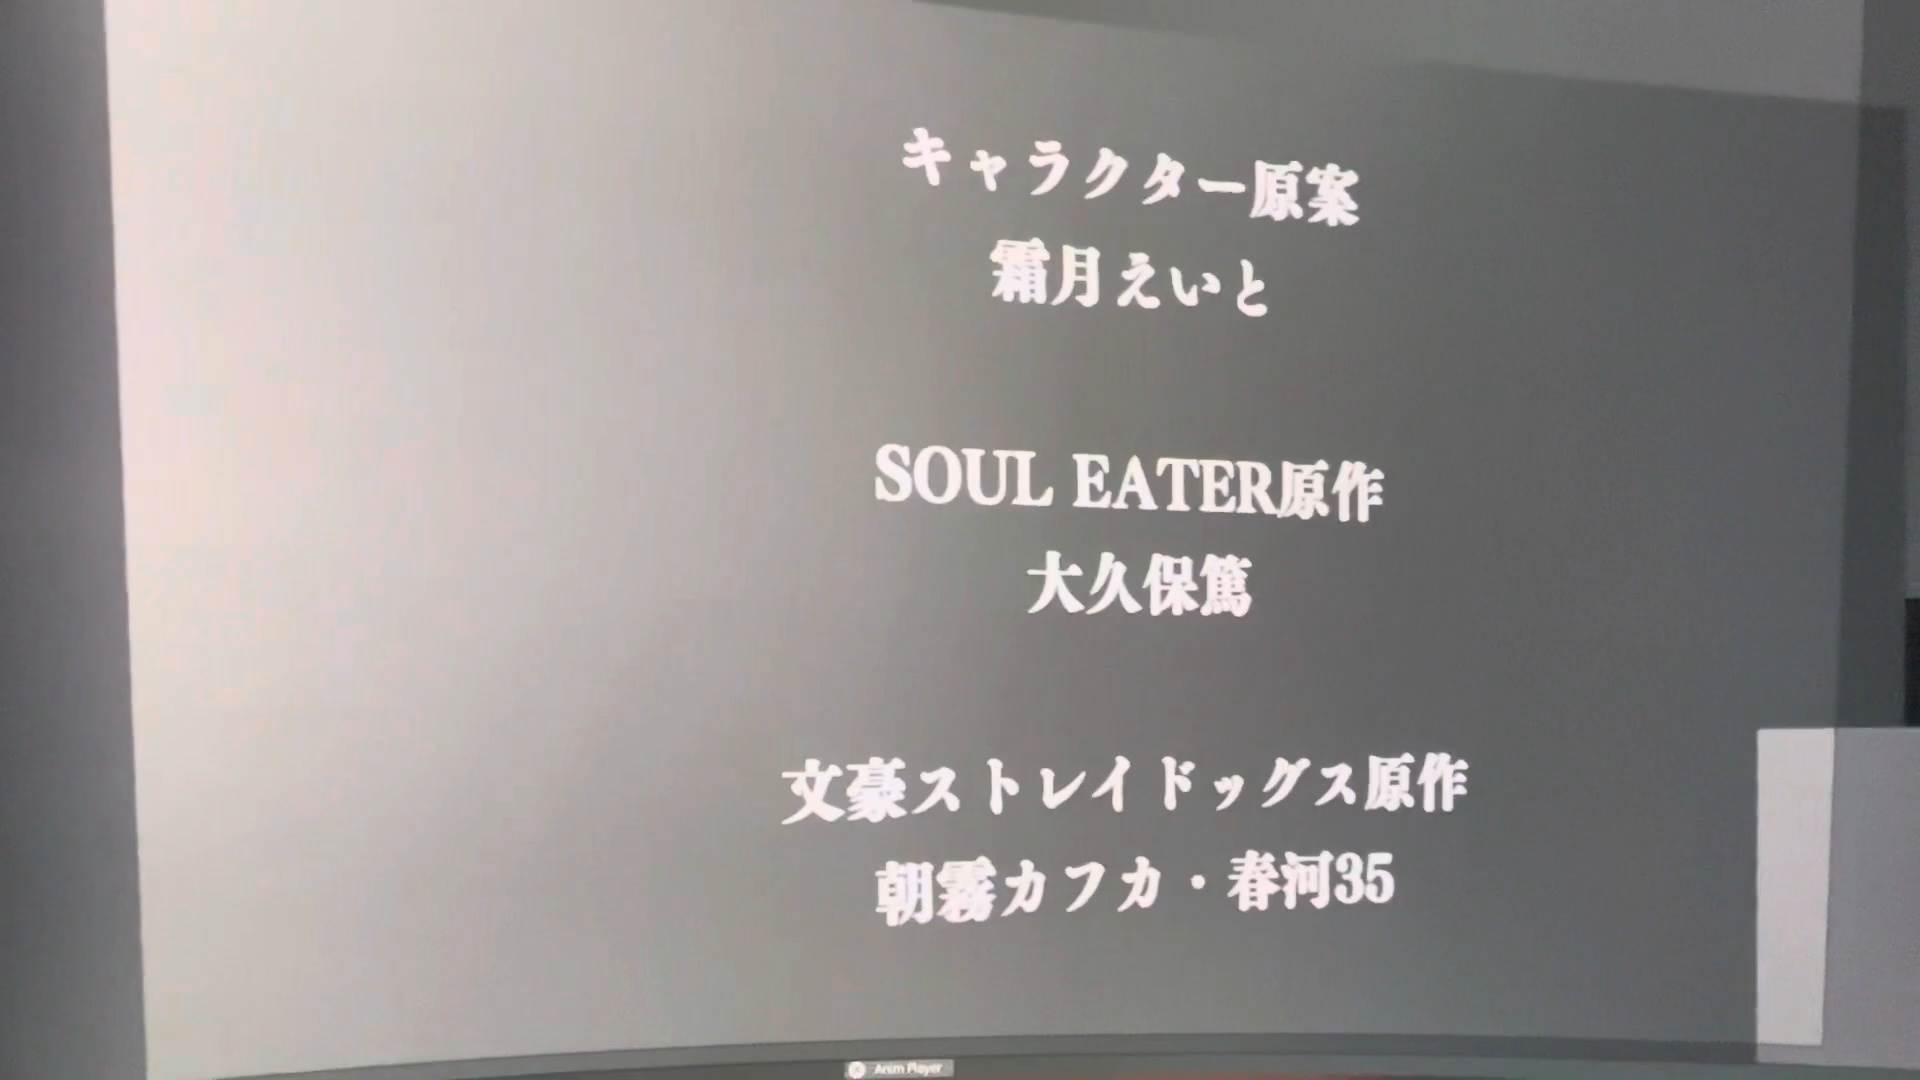 キャラクター原案
霜月えいと
SOUL EATER原作
大久保篤
文豪ストレイドッグス原作
朝霧カフカ・春河35
Anim Player